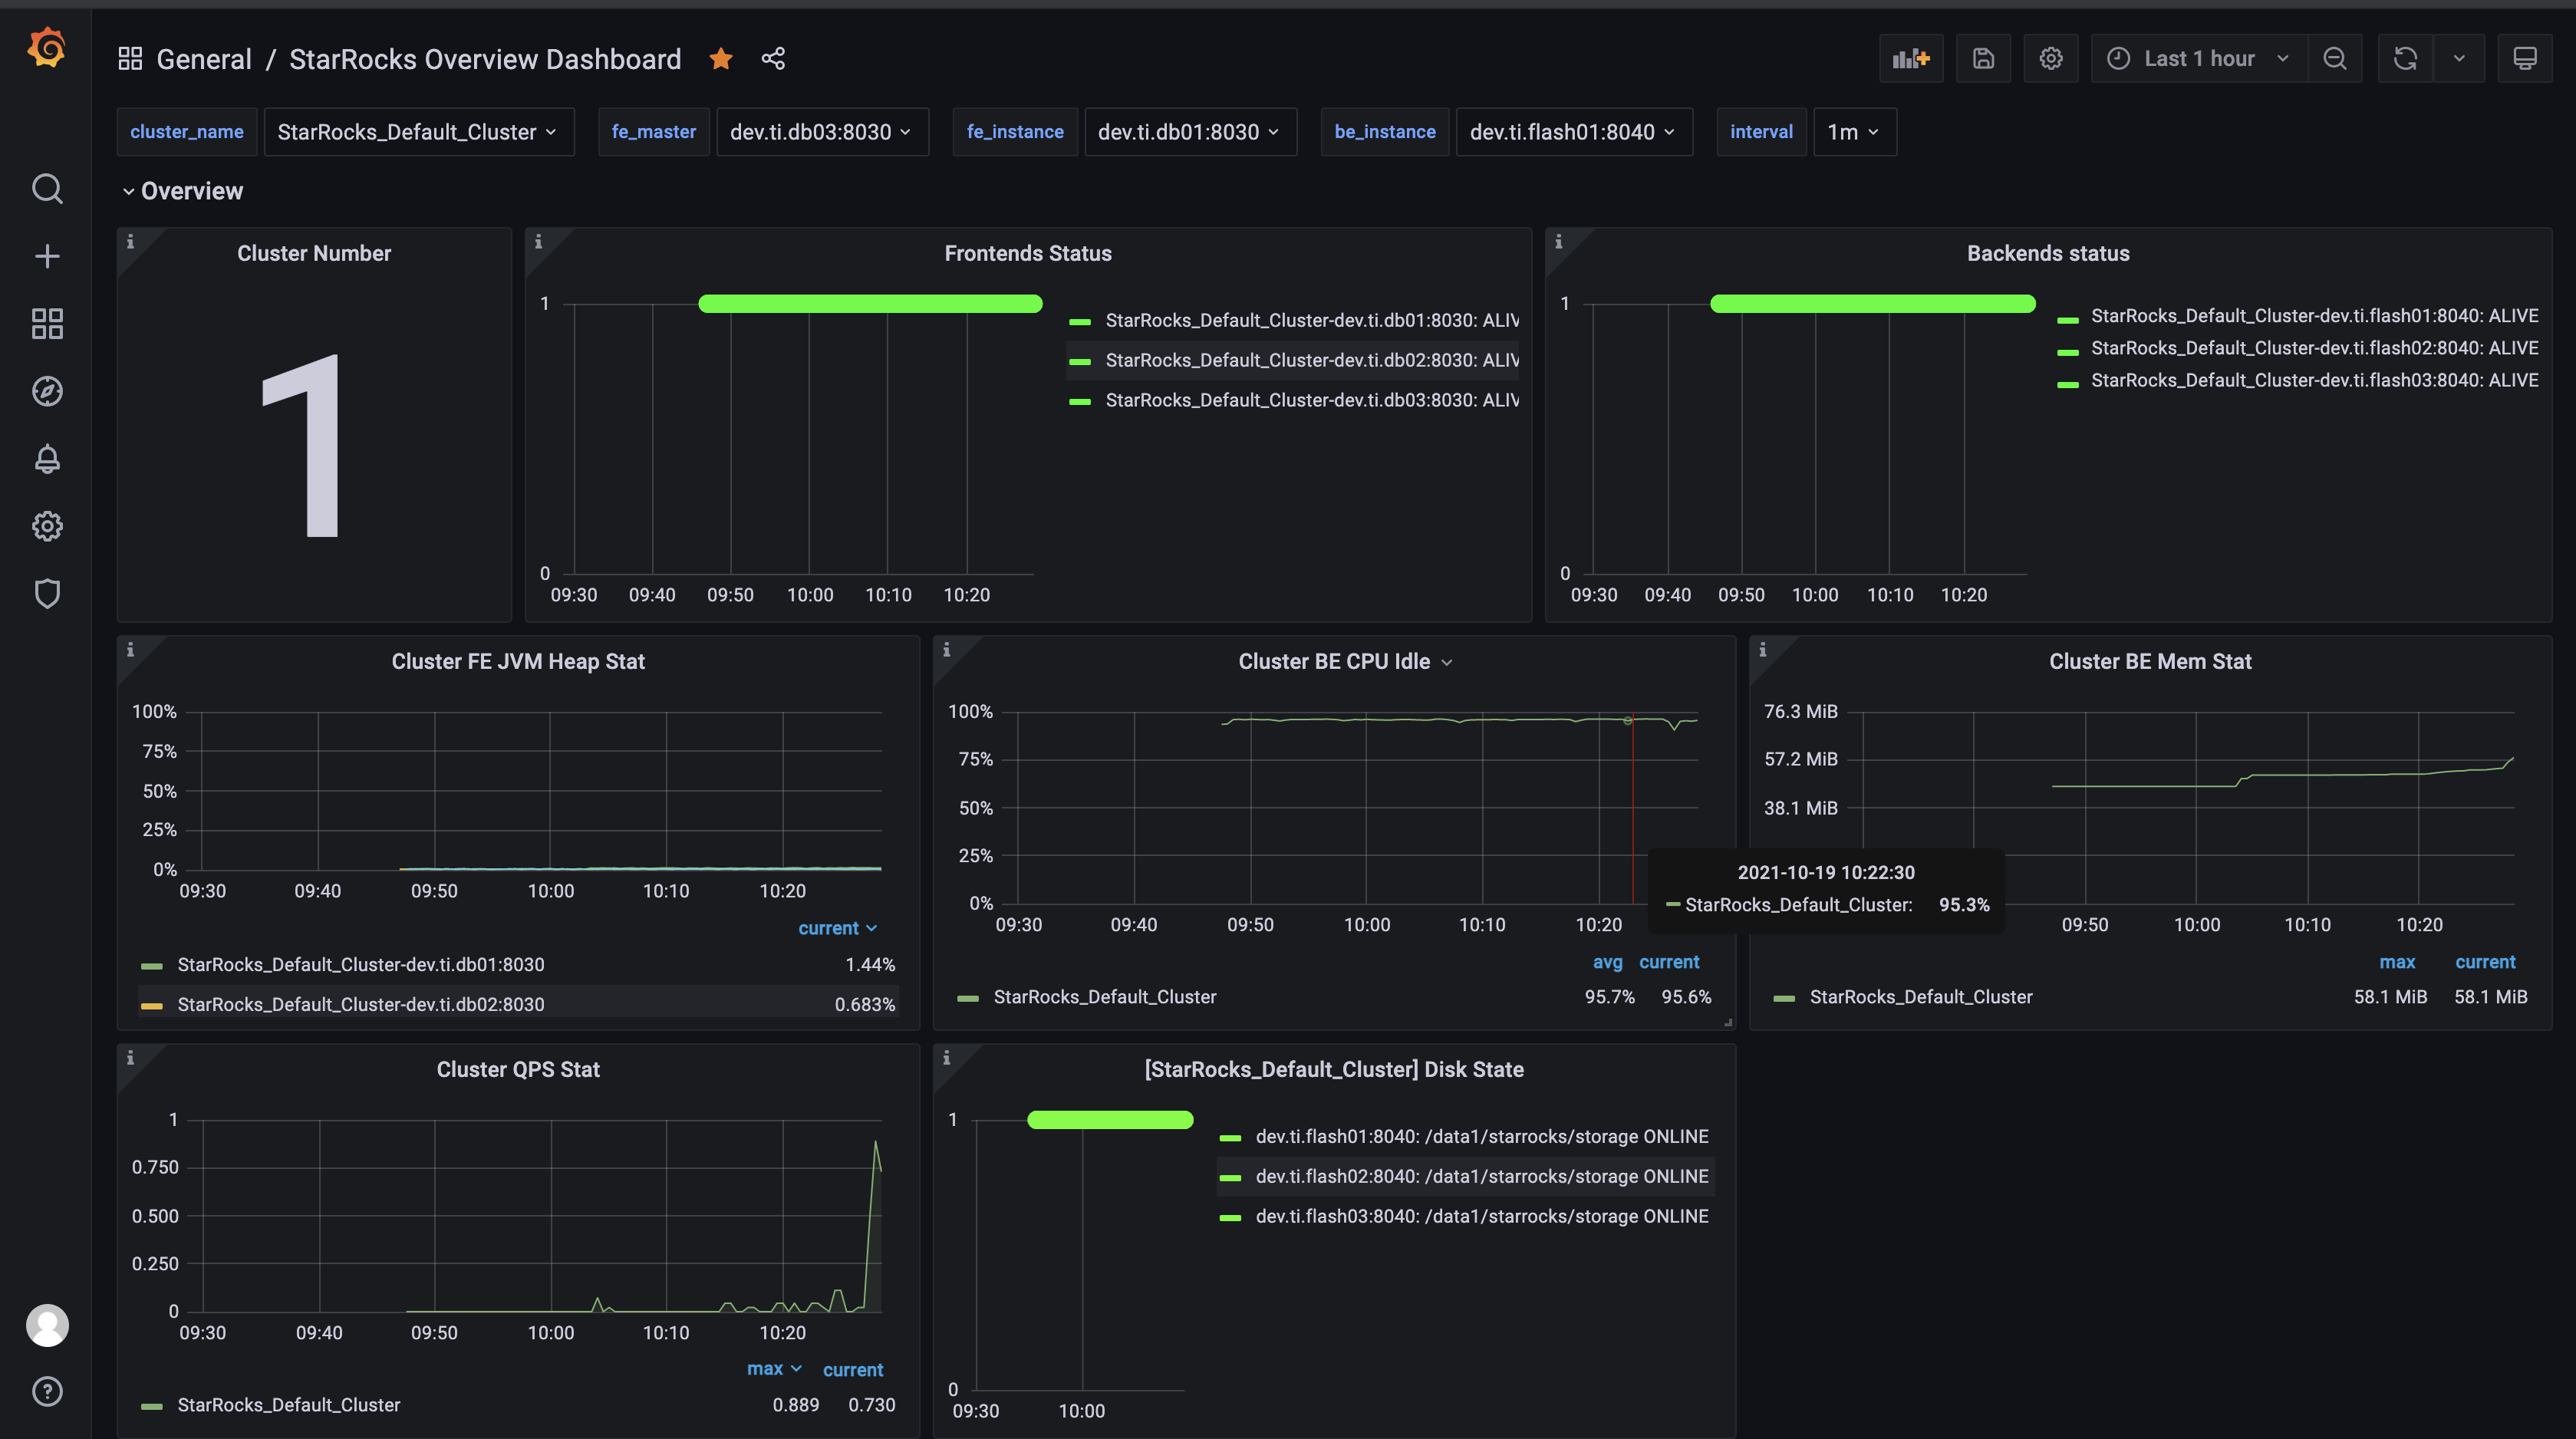 General / StarRocks Overview Dashboard
Last 1 hour
cluster_name StarRocks_Default_Cluster fe_master dev.ti.db03:8030 fe_instance dev.ti.db01:8030 be_instance dev.ti.flash01:8040 interval 1m
Overview
Cluster Number
1
Frontends Status
1
0
09:30 09:40 09:50 10:00 10:10 10:20
StarRocks_Default_Cluster-dev.ti.db01:8030: ALIV
StarRocks_Default_Cluster-dev.ti.db02:8030: ALIV
StarRocks_Default_Cluster-dev.ti.db03:8030: ALIV
Backends status
1
0
09:30 09:40 09:50 10:00 10:10 10:20
StarRocks_Default_Cluster-dev.ti.flash01:8040: ALIVE
StarRocks_Default_Cluster-dev.ti.flash02:8040: ALIVE
StarRocks_Default_Cluster-dev.ti.flash03:8040: ALIVE
Cluster FE JVM Heap Stat
100%
75%
50%
25%
0%
09:30 09:40 09:50 10:00 10:10 10:20
current
StarRocks_Default_Cluster-dev.ti.db01:8030 1.44%
StarRocks_Default_Cluster-dev.ti.db02:8030 0.683%
Cluster BE CPU Idle
100%
75%
50%
25%
0%
09:30 09:40 09:50 10:00 10:10 10:20
avg current
StarRocks_Default_Cluster 95.7% 95.6%
2021-10-19 10:22:30
StarRocks_Default_Cluster: 95.3%
Cluster BE Mem Stat
76.3 MiB
57.2 MiB
38.1 MiB
09:50 10:00 10:10 10:20
max current
StarRocks_Default_Cluster 58.1 MiB 58.1 MiB
Cluster QPS Stat
1
0.750
0.500
0.250
0
09:30 09:40 09:50 10:00 10:10 10:20
max current
StarRocks_Default_Cluster 0.889 0.730
[StarRocks_Default_Cluster] Disk State
1
0
09:30 10:00
dev.ti.flash01:8040: /data1/starrocks/storage ONLINE
dev.ti.flash02:8040: /data1/starrocks/storage ONLINE
dev.ti.flash03:8040: /data1/starrocks/storage ONLINE